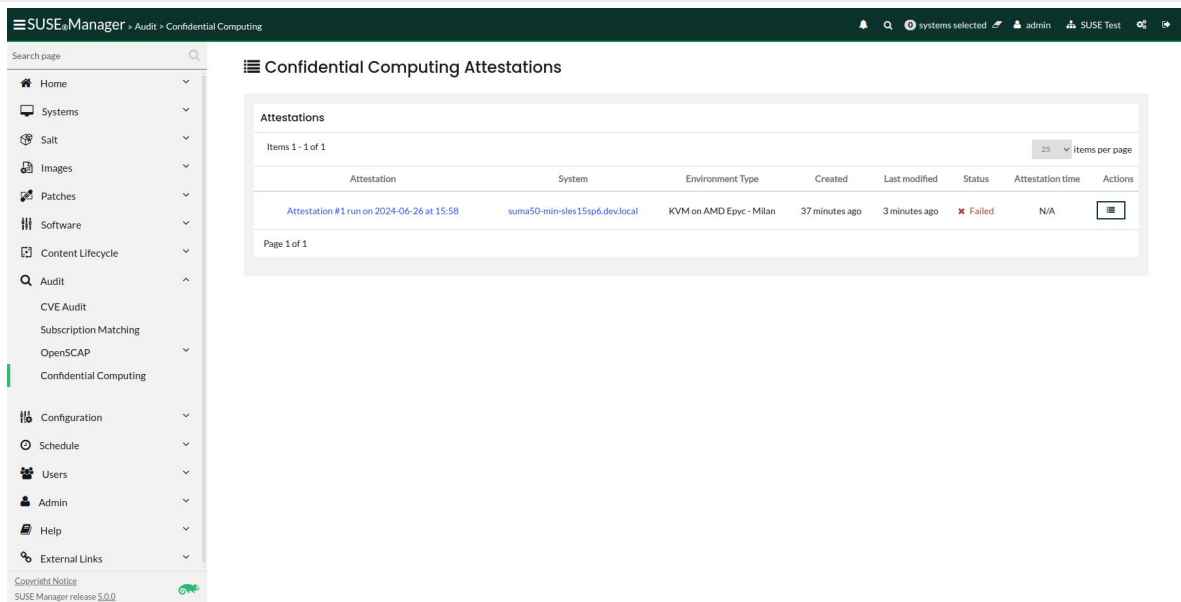 SUSE®Manager > Audit > Confidential Computing
0 systems selected admin SUSE Test
Search page
Home
Systems
Salt
Images
Patches
Software
Content Lifecycle
Audit
CVE Audit
Subscription Matching
OpenSCAP
Confidential Computing
Configuration
Schedule
Users
Admin
Help
External Links
Copyright Notice
SUSE Manager release 5.0.0
Confidential Computing Attestations
Attestations
Items 1 - 1 of 1
25 items per page
Attestation System Environment Type Created Last modified Status Attestation time Actions
Attestation #1 run on 2024-06-26 at 15:58 suma50-min-sles15sp6.dev.local KVM on AMD Epyc - Milan 37 minutes ago 3 minutes ago Failed N/A
Page 1 of 1